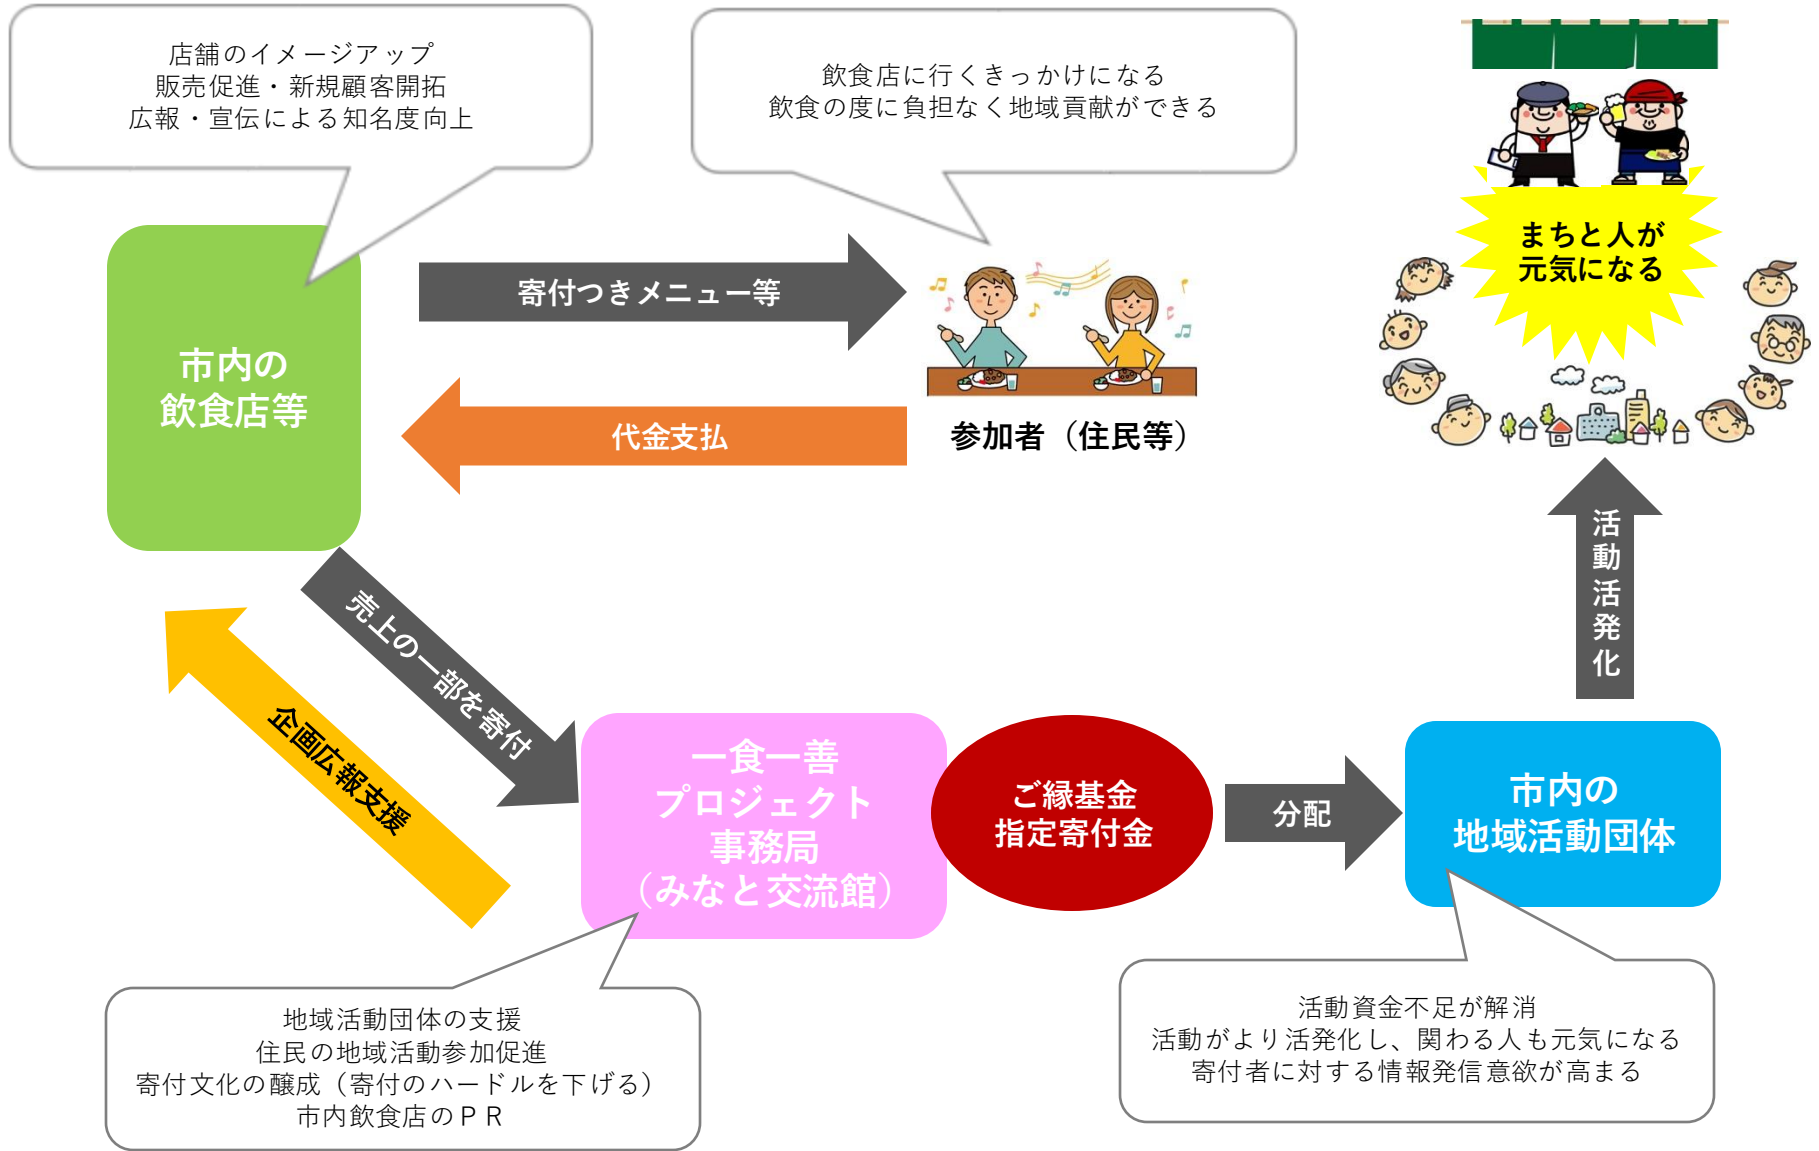 店舗のイメージアップ
販売促進・新規顧客開拓
広報・宣伝による知名度向上
飲食店に行くきっかけになる
飲食の度に負担なく地域貢献ができる
まちと人が
元気になる
市内の
飲食店等
寄付つきメニュー等
代金支払
参加者（住民等）
活動活発化
売上の一部を寄付
企画広報支援
一食一善
プロジェクト
事務局
（みなと交流館）
ご縁基金
指定寄付金
分配
市内の
地域活動団体
地域活動団体の支援
住民の地域活動参加促進
寄付文化の醸成（寄付のハードルを下げる）
市内飲食店のＰＲ
活動資金不足が解消
活動がより活発化し、関わる人も元気になる
寄付者に対する情報発信意欲が高まる